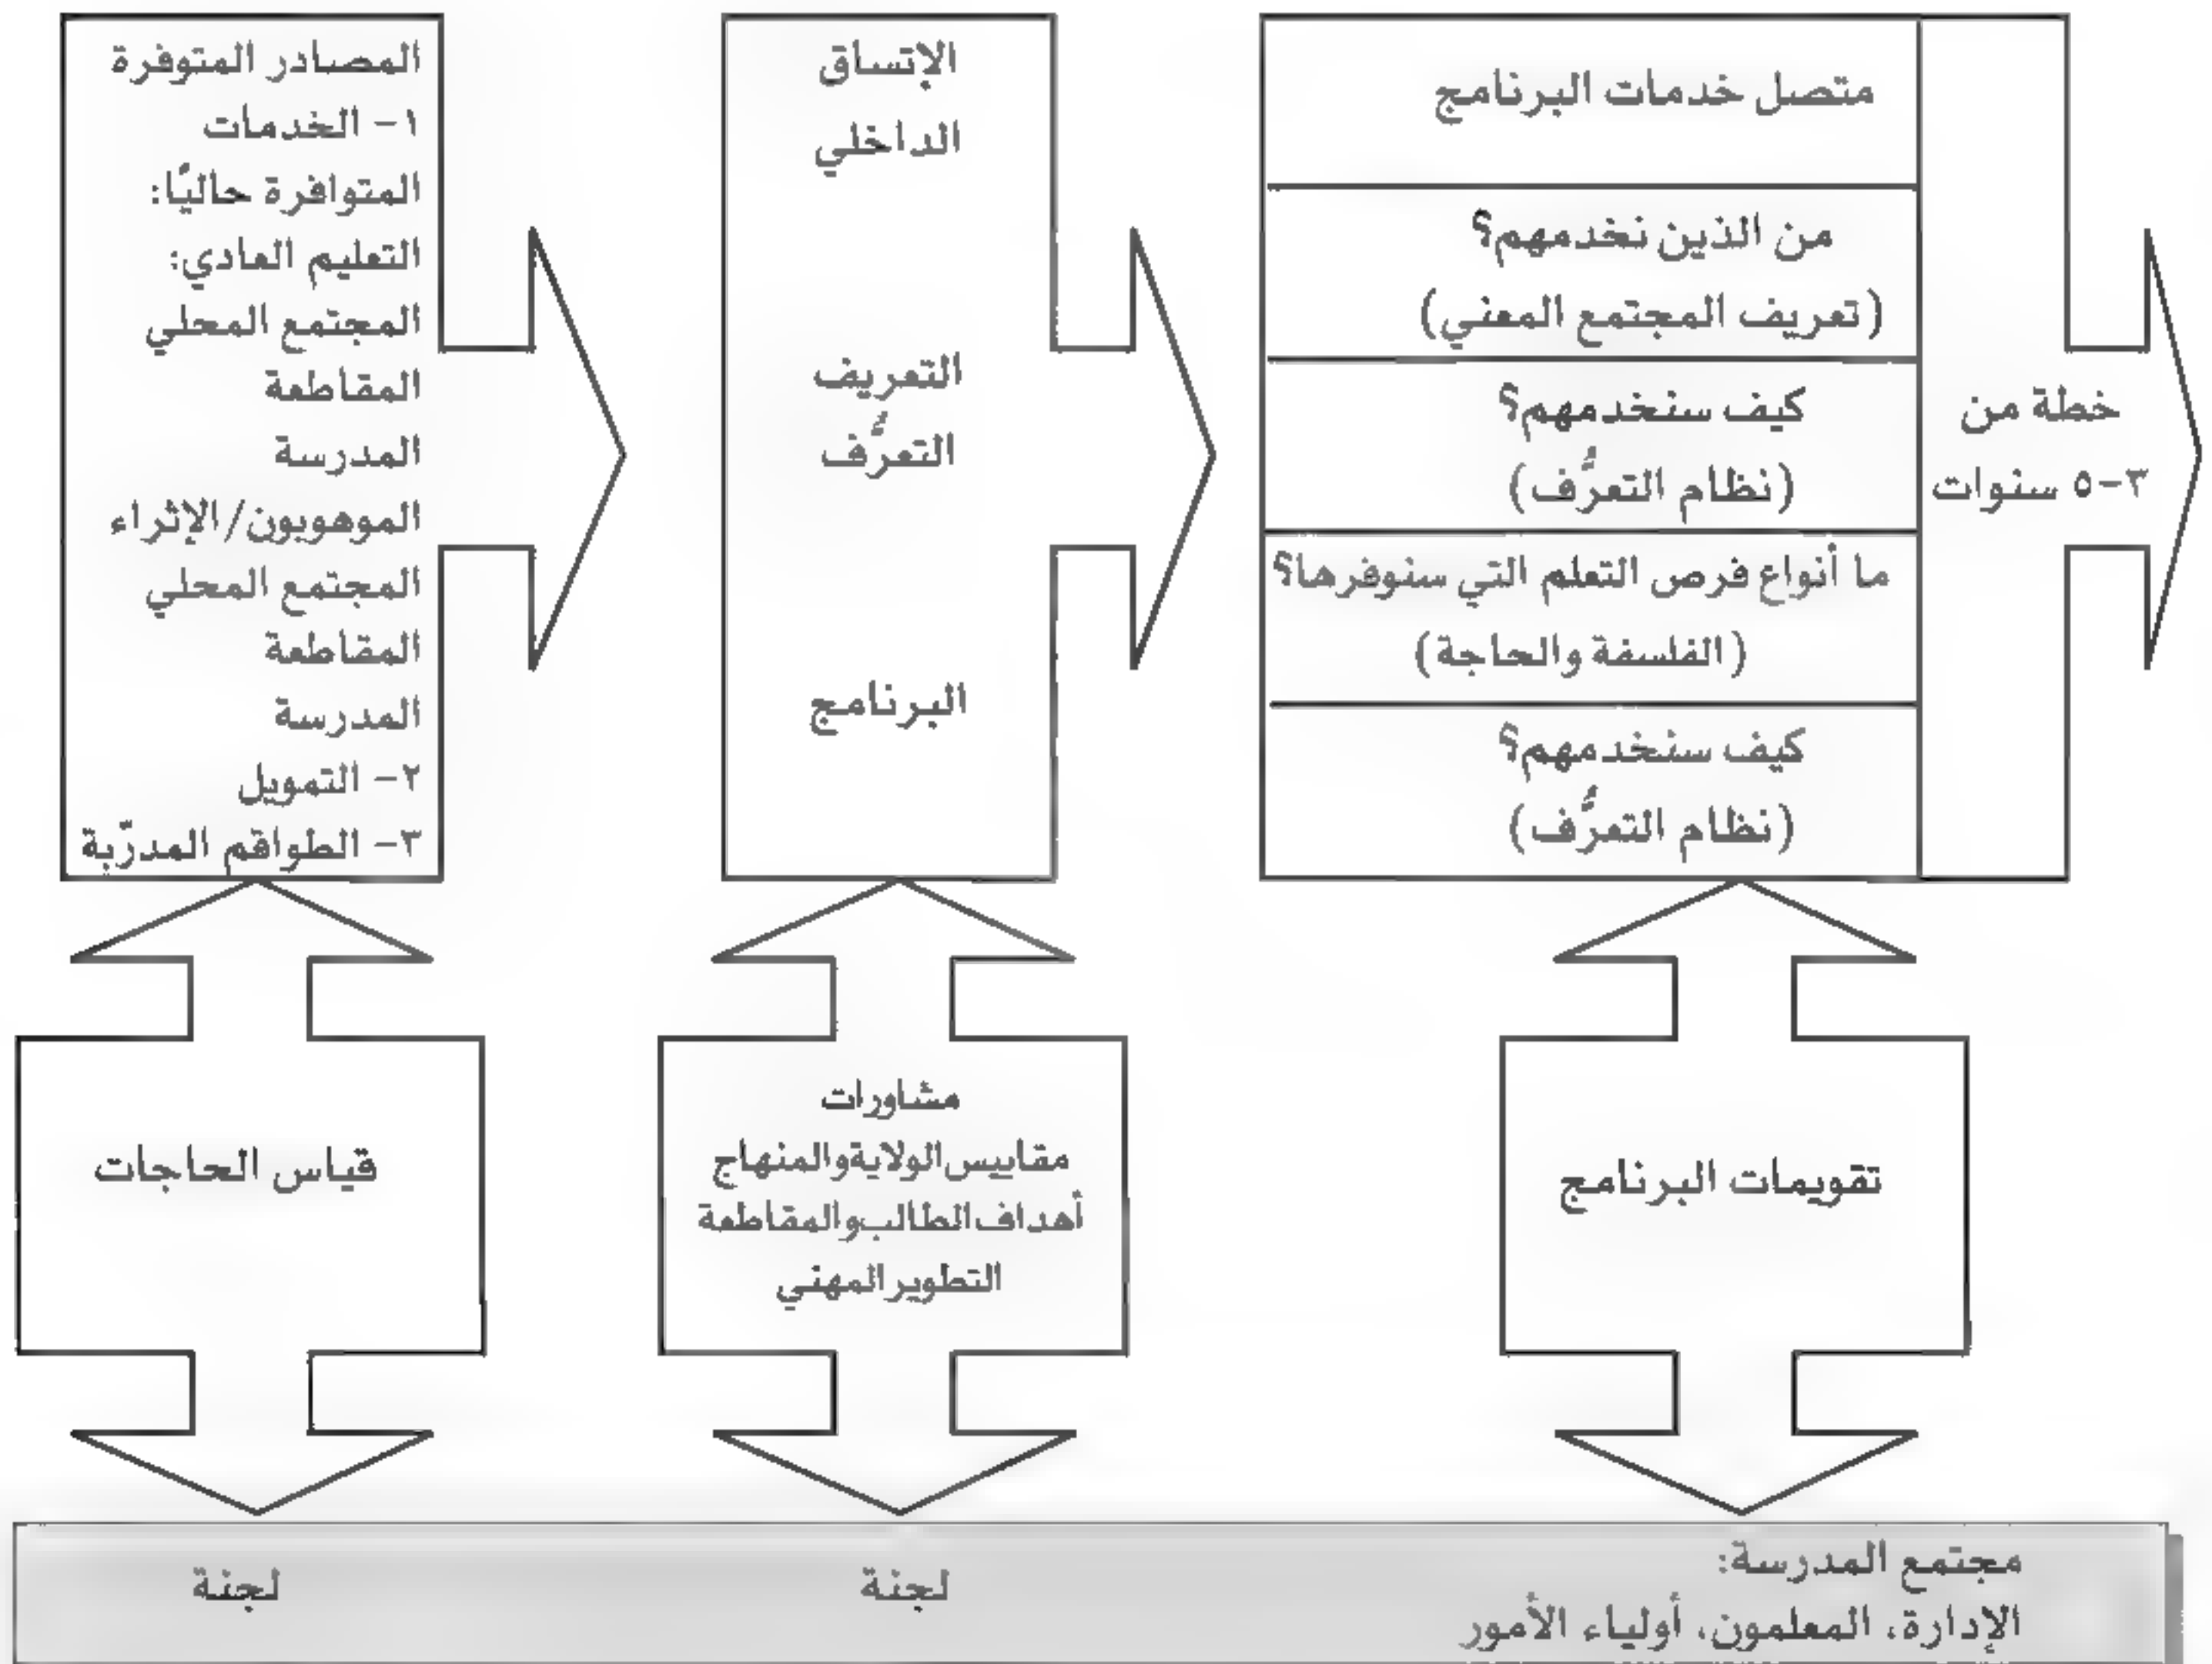 المصادر المتوفرة
١- الخدمات
المتوافرة حاليًا:
التعليم العادي:
المجتمع المحلي
المقاطعة
المدرسة
الموهوبون/الإثراء
المجتمع المحلي
المقاطعة
المدرسة
٢- التمويل
٣- الطواقم المدرّبة
الإتساق
الداخلي
التعريف
التعرُّف
البرنامج
متصل خدمات البرنامج
من الذين نخدمهم؟
(تعريف المجتمع المعني)
كيف سنخدمهم؟
(نظام التعرُّف)
ما أنواع فرص التعلم التي سنوفرها؟
(الفلسفة والحاجة)
كيف سنخدمهم؟
(نظام التعرُّف)
خطة من
٣-٥ سنوات
قياس الحاجات
مشاورات
مقاييس الولاية والمنهاج
أهداف الطالب والمقاطعة
التطوير المهني
تقويمات البرنامج
لجنة
لجنة
مجتمع المدرسة:
الإدارة، المعلمون، أولياء الأمور